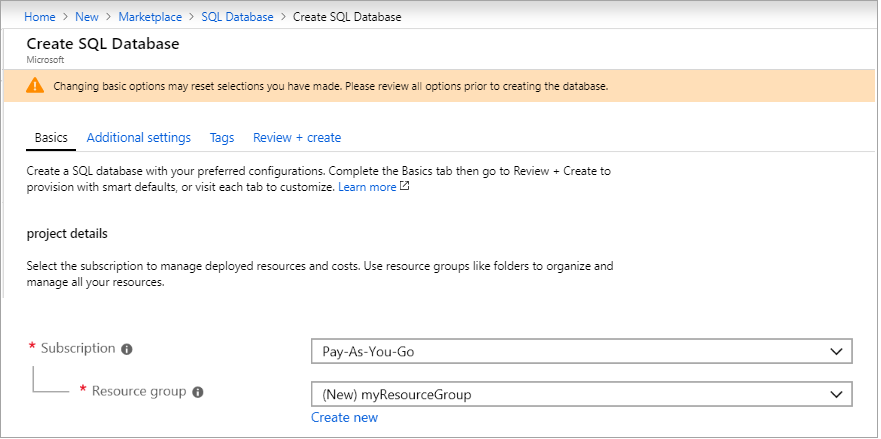 Home > New > Marketplace > SQL Database > Create SQL Database
Create SQL Database
Microsoft
Changing basic options may reset selections you have made. Please review all options prior to creating the database.
Basics Additional settings Tags Review + create
Create a SQL database with your preferred configurations. Complete the Basics tab then go to Review + Create to
provision with smart defaults, or visit each tab to customize. Learn more
project details
Select the subscription to manage deployed resources and costs. Use resource groups like folders to organize and
manage all your resources.
* Subscription Pay-As-You-Go
* Resource group (New) myResourceGroup
Create new